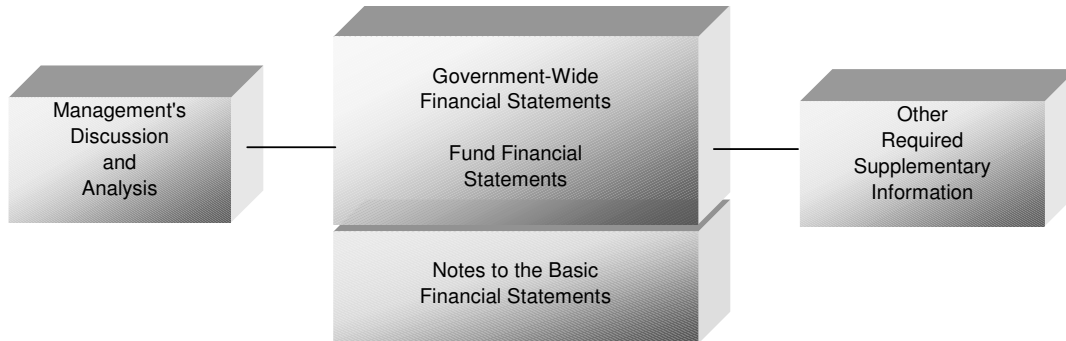 Management's
Discussion
and
Analysis
Government-Wide
Financial Statements
Fund Financial
Statements
Notes to the Basic
Financial Statements
Other
Required
Supplementary
Information